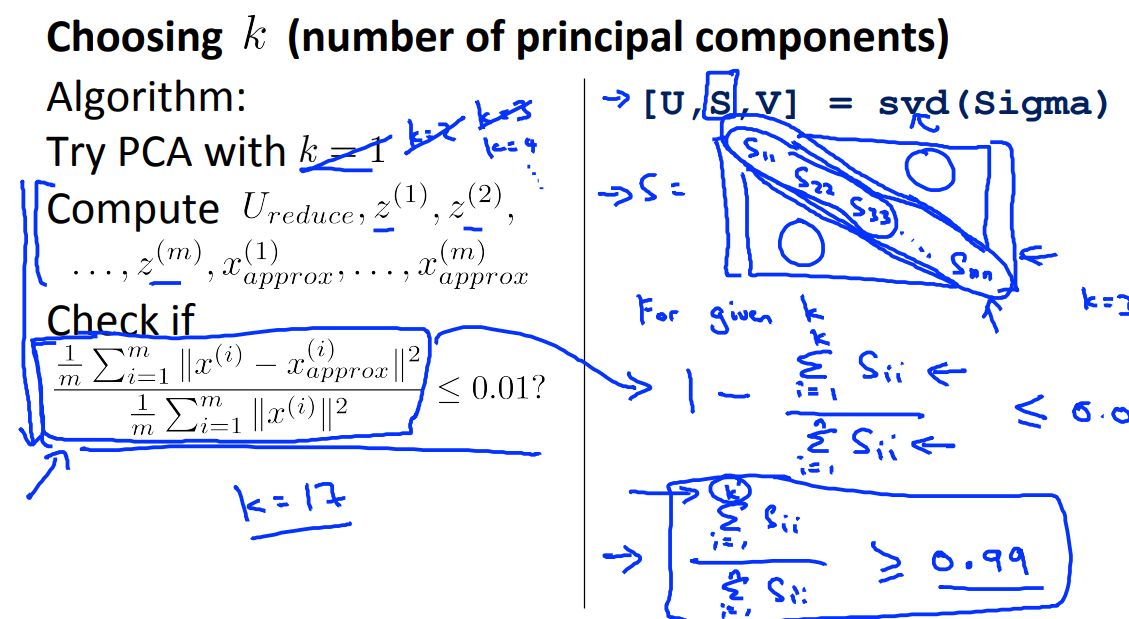 Choosing k (number of principal components)
Algorithm:
Try PCA with k = 1 k=2 k=3
k=4
Compute U_{reduce}, z^{(1)}, z^{(2)},
\ldots, z^{(m)}, x_{approx}^{(1)}, \ldots, x_{approx}^{(m)}
Check if
\frac{\frac{1}{m} \sum_{i=1}^{m} \|x^{(i)} - x_{approx}^{(i)}\|^2}{\frac{1}{m} \sum_{i=1}^{m} \|x^{(i)}\|^2} \leq 0.01?
k=17
→ [U,S,V] = svd(Sigma)
→ S =
S_{11}
S_{22}
S_{33}
...
S_{nn}
For given k
k=3
1 - \frac{\sum_{i=1}^{k} S_{ii}}{\sum_{i=1}^{n} S_{ii}} ≤ 0.0
→ \frac{\sum_{i=1}^{k} S_{ii}}{\sum_{i=1}^{n} S_{ii}} ≥ 0.99